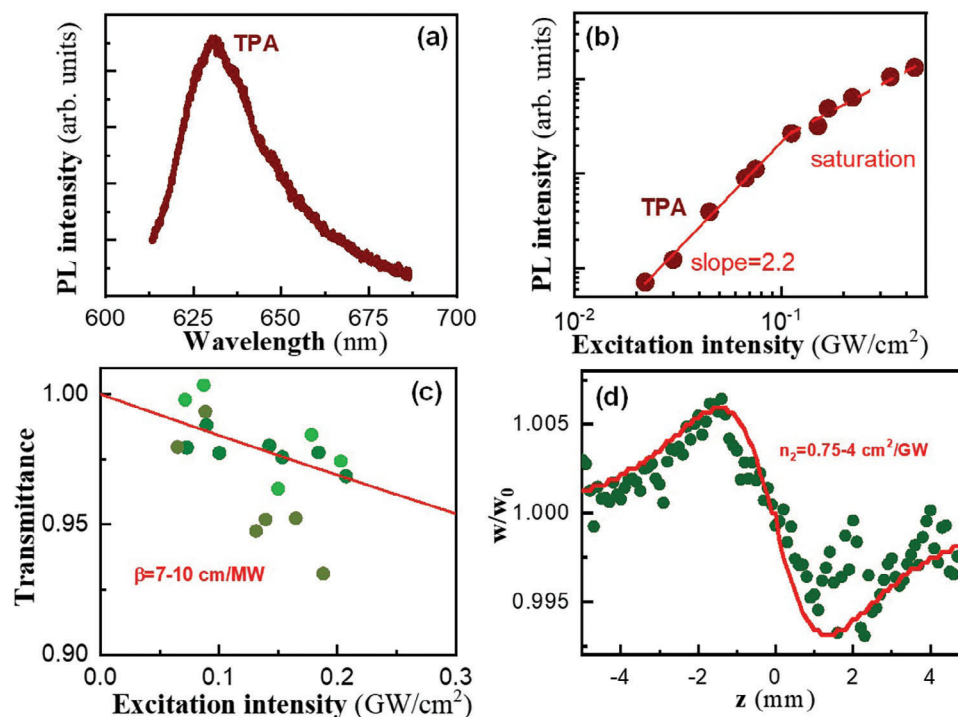 (a)
TPA
PL intensity (arb. units)
600 625 650 675 700
Wavelength (nm)
(b)
PL intensity (arb. units)
saturation
TPA
slope=2.2
10-2 10-1
Excitation intensity (GW/cm2)
(c)
Transmittance
1.00
0.95
0.90
β=7-10 cm/MW
0.0 0.1 0.2 0.3
Excitation intensity (GW/cm2)
(d)
w/w0
1.005
1.000
0.995
n2=0.75-4 cm2/GW
-4 -2 0 2 4
z (mm)